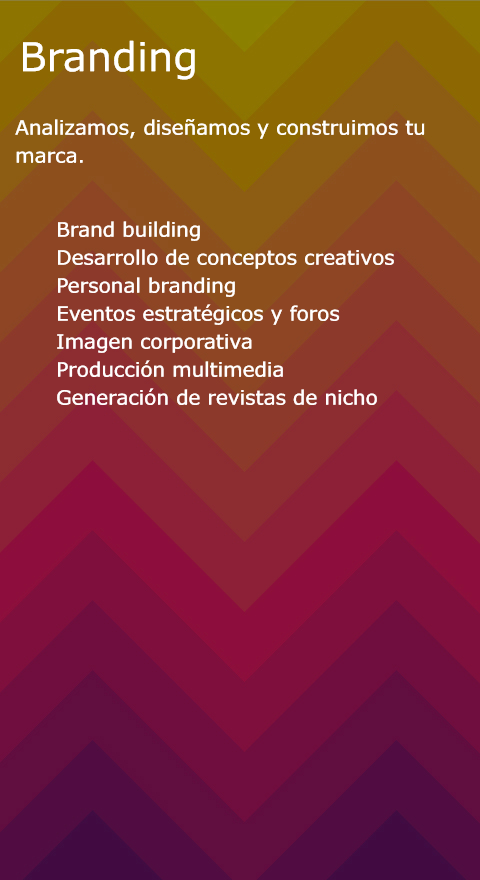 Branding
Analizamos, diseñamos y construimos tu
marca.
Brand building
Desarrollo de conceptos creativos
Personal branding
Eventos estratégicos y foros
Imagen corporativa
Producción multimedia
Generación de revistas de nicho